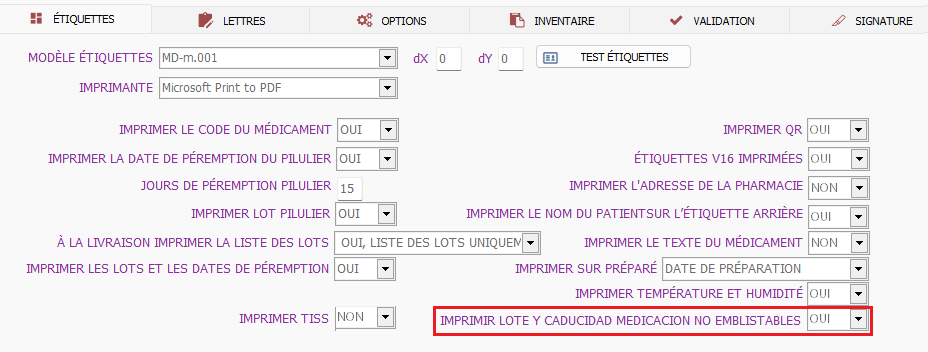 ÉTIQUETTES LETTRES OPTIONS INVENTAIRE VALIDATION SIGNATURE
MODÈLE ÉTIQUETTES MD-m.001 dX 0 dY 0 TEST ÉTIQUETTES
IMPRIMANTE Microsoft Print to PDF
IMPRIMER LE CODE DU MÉDICAMENT OUI IMPRIMER QR OUI
IMPRIMER LA DATE DE PÉREMPTION DU PILULIER OUI ÉTIQUETTES V16 IMPRIMÉES OUI
JOURS DE PÉREMPTION PILULIER 15 IMPRIMER L'ADRESSE DE LA PHARMACIE NON
IMPRIMER LOT PILULIER OUI IMPRIMER LE NOM DU PATIENTSUR L’ÉTIQUETTE ARRIÈRE OUI
À LA LIVRAISON IMPRIMER LA LISTE DES LOTS OUI, LISTE DES LOTS UNIQUEM IMPRIMER LE TEXTE DU MÉDICAMENT NON
IMPRIMER LES LOTS ET LES DATES DE PÉREMPTION OUI IMPRIMER SUR PRÉPARÉ DATE DE PRÉPARATION
IMPRIMER TEMPÉRATURE ET HUMIDITÉ OUI
IMPRIMER TISS NON IMPRIMIR LOTE Y CADUCIDAD MEDICACION NO EMBLISTABLES OUI